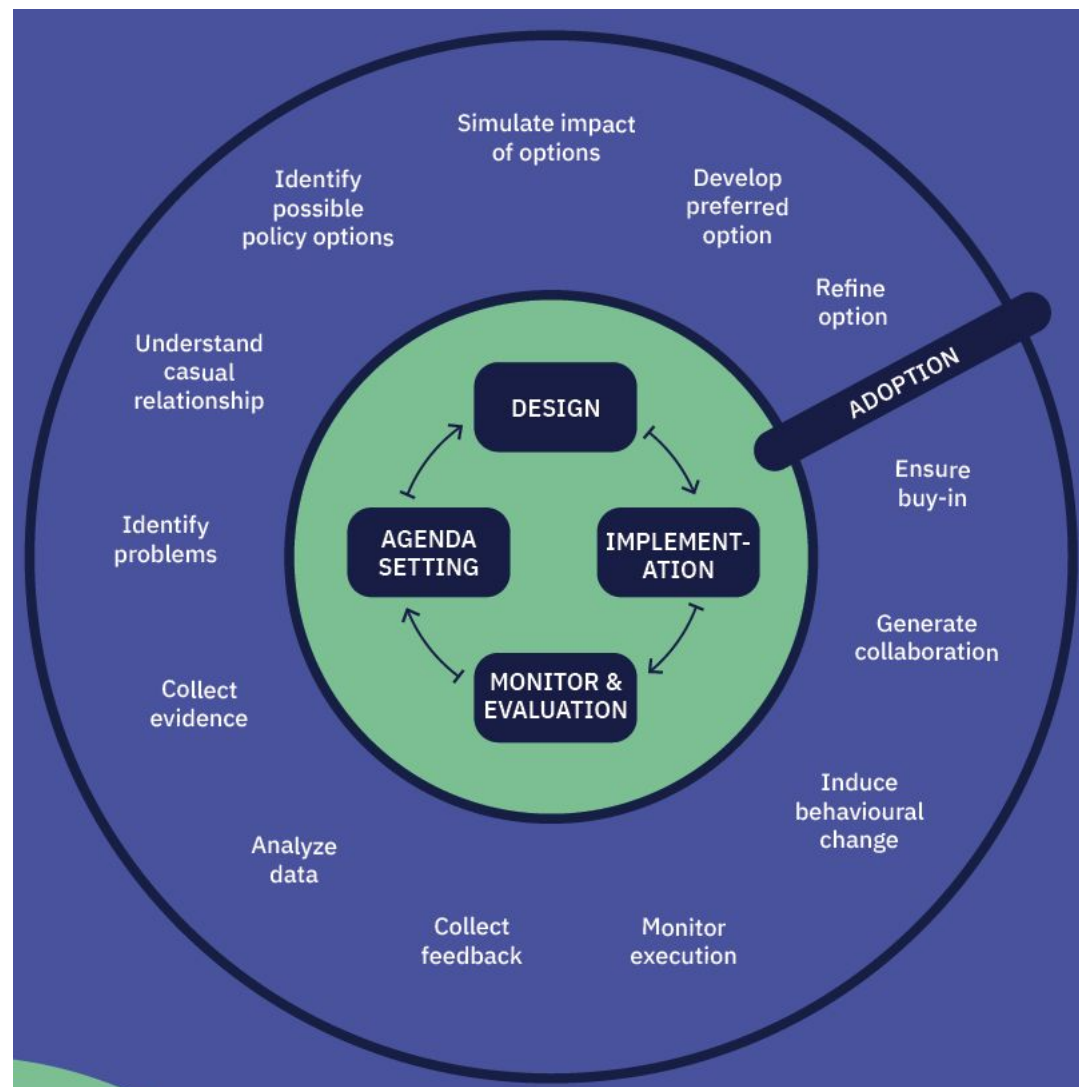 Simulate impact
of options
Develop
preferred
option
Refine
option
ADOPTION
Ensure
buy-in
Generate
collaboration
Induce
behavioural
change
Monitor
execution
Collect
feedback
Analyze
data
Collect
evidence
Identify
problems
Understand
casual
relationship
Identify
possible
policy options
DESIGN
IMPLEMENT-
ATION
MONITOR &
EVALUATION
AGENDA
SETTING